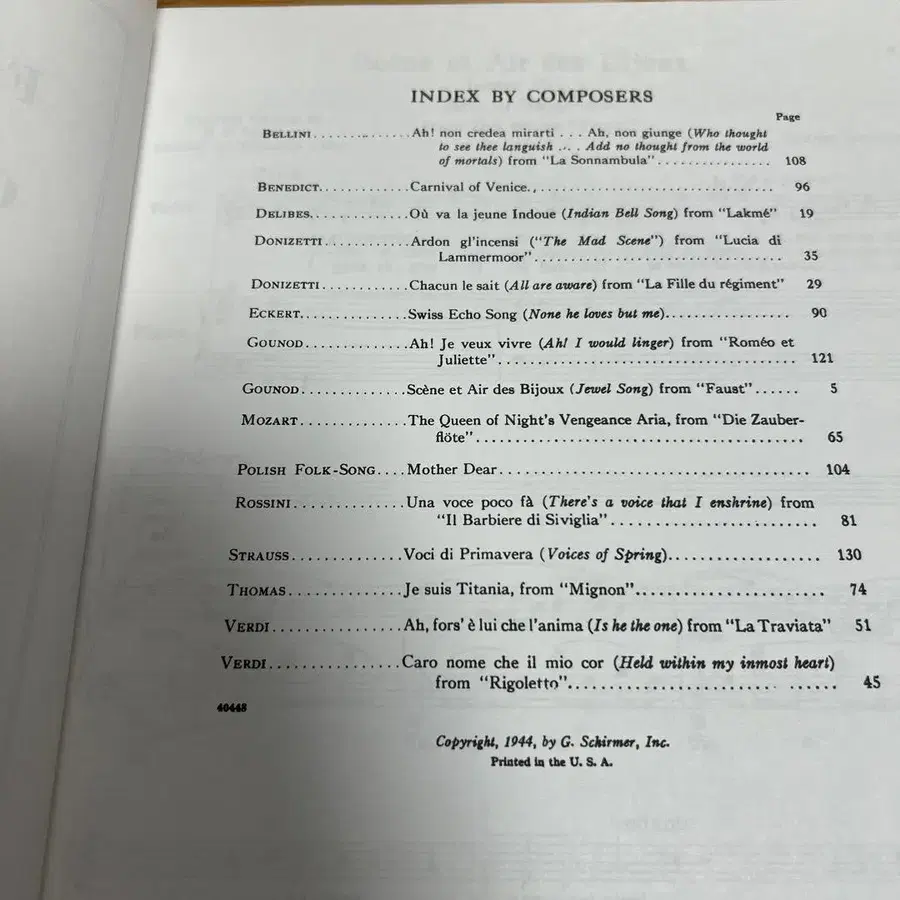 INDEX BY COMPOSERS
Page
BELLINI................Ah! non credea mirarti . . . Ah, non giunge (Who thought
to see thee languish . . . Add no thought from the world
of mortals) from "La Sonnambula"................ 108
BENEDICT............Carnival of Venice................................ 96
DELIBES.............Où va la jeune Indoue (Indian Bell Song) from "Lakmé" 19
DONIZETTI............Ardon gl'incensi ("The Mad Scene") from "Lucia di
Lammermoor"................................. 35
DONIZETTI............Chacun le sait (All are aware) from "La Fille du régiment" 29
ECKERT..............Swiss Echo Song (None he loves but me)................. 90
GOUNOD..............Ah! Je veux vivre (Ah! I would linger) from "Roméo et
Juliette"....................................... 121
GOUNOD..............Scène et Air des Bijoux (Jewel Song) from "Faust"...... 5
MOZART..............The Queen of Night's Vengeance Aria, from "Die Zauber-
flöte".......................................... 65
POLISH FOLK-SONG....Mother Dear........................................ 104
ROSSINI..............Una voce poco fà (There's a voice that I enshrine) from
"Il Barbiere di Siviglia"........................... 81
STRAUSS.............Voci di Primavera (Voices of Spring)................... 130
THOMAS..............Je suis Titania, from "Mignon"........................ 74
VERDI................Ah, fors' è lui che l'anima (Is he the one) from "La Traviata" 51
VERDI................Caro nome che il mio cor (Held within my inmost heart)
from "Rigoletto"................................ 45
40448
Copyright, 1944, by G. Schirmer, Inc.
Printed in the U. S. A.